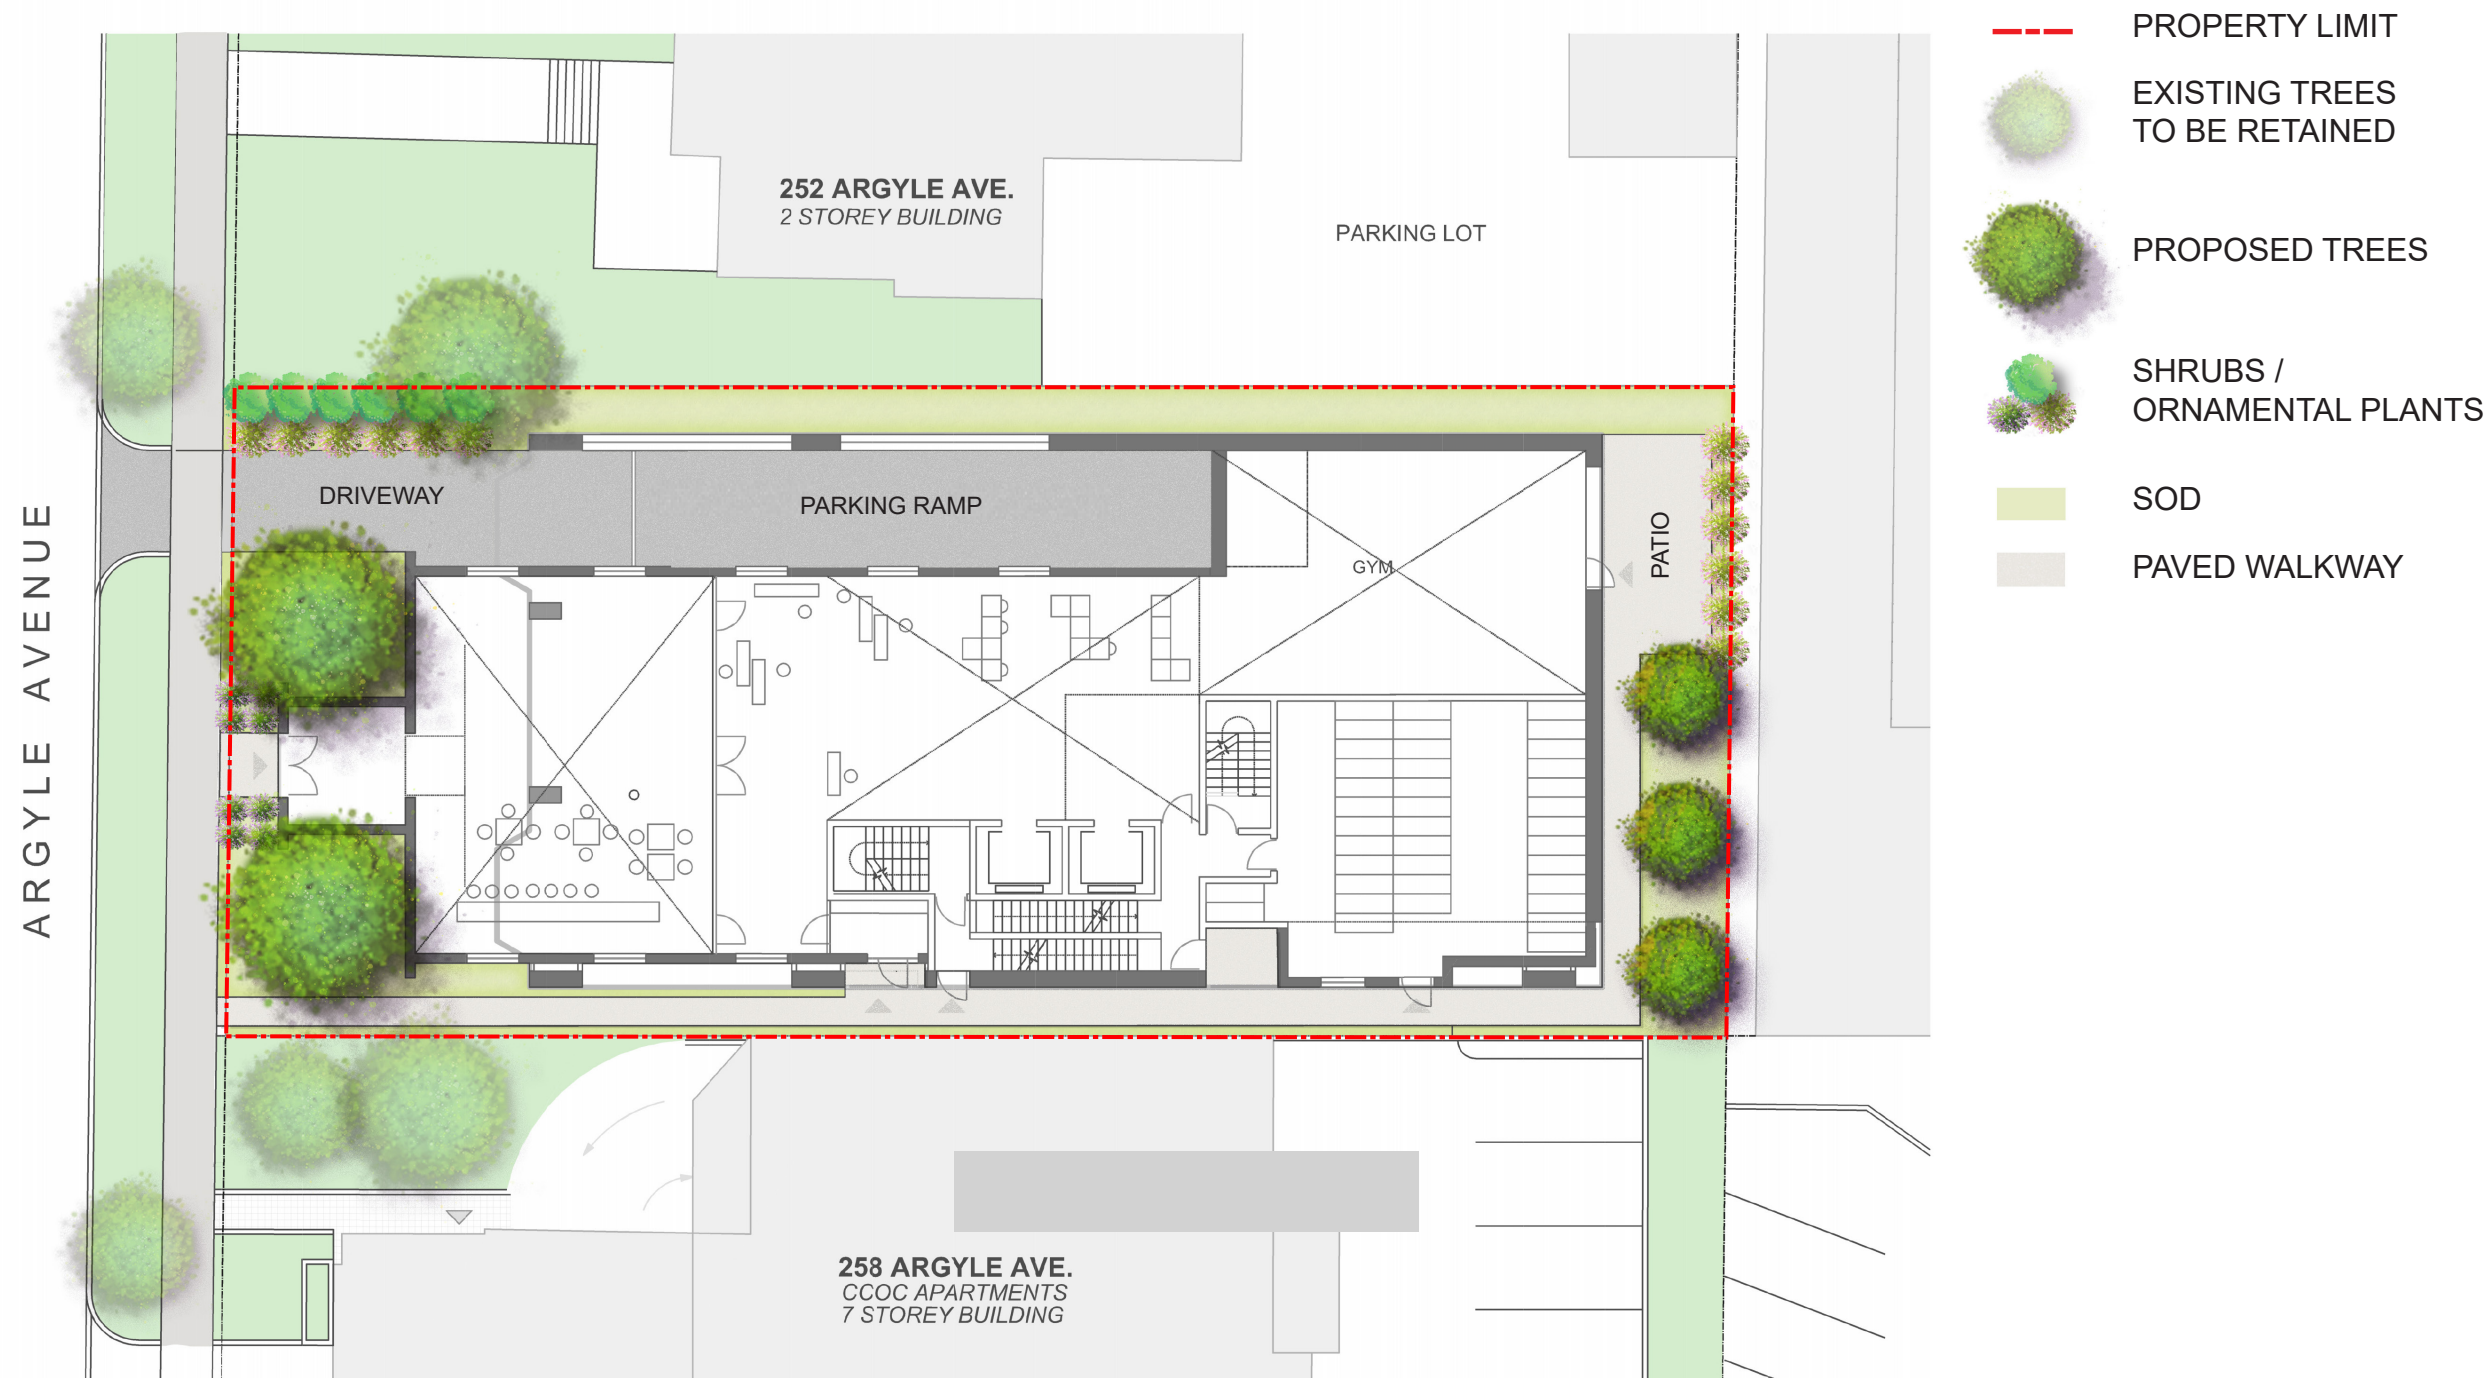 PROPERTY LIMIT
EXISTING TREES
TO BE RETAINED
PROPOSED TREES
SHRUBS /
ORNAMENTAL PLANTS
SOD
PAVED WALKWAY
252 ARGYLE AVE.
2 STOREY BUILDING
PARKING LOT
ARGYLE AVENUE
DRIVEWAY
PARKING RAMP
GYM
PATIO
258 ARGYLE AVE.
CCOC APARTMENTS
7 STOREY BUILDING